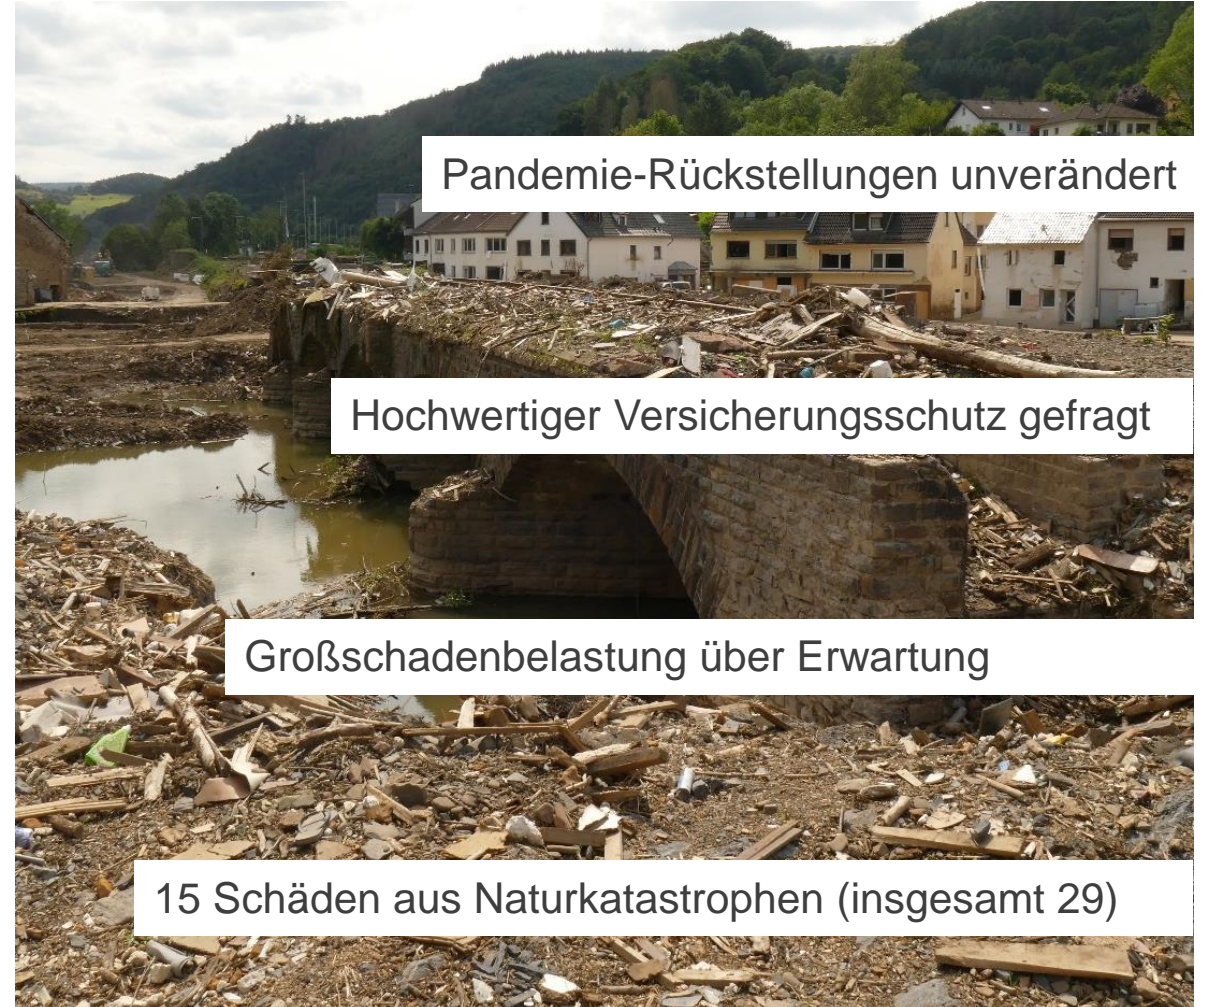 Pandemie-Rückstellungen unverändert
Hochwertiger Versicherungsschutz gefragt
Großschadenbelastung über Erwartung
15 Schäden aus Naturkatastrophen (insgesamt 29)